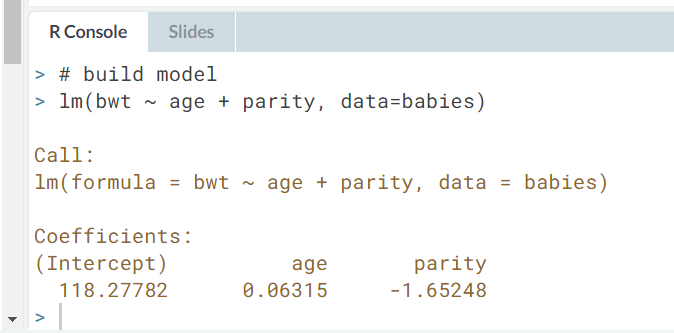 R Console Slides
> # build model
> lm(bwt ~ age + parity, data=babies)
Call:
lm(formula = bwt ~ age + parity, data = babies)
Coefficients:
(Intercept) age parity
118.27782 0.06315 -1.65248
>